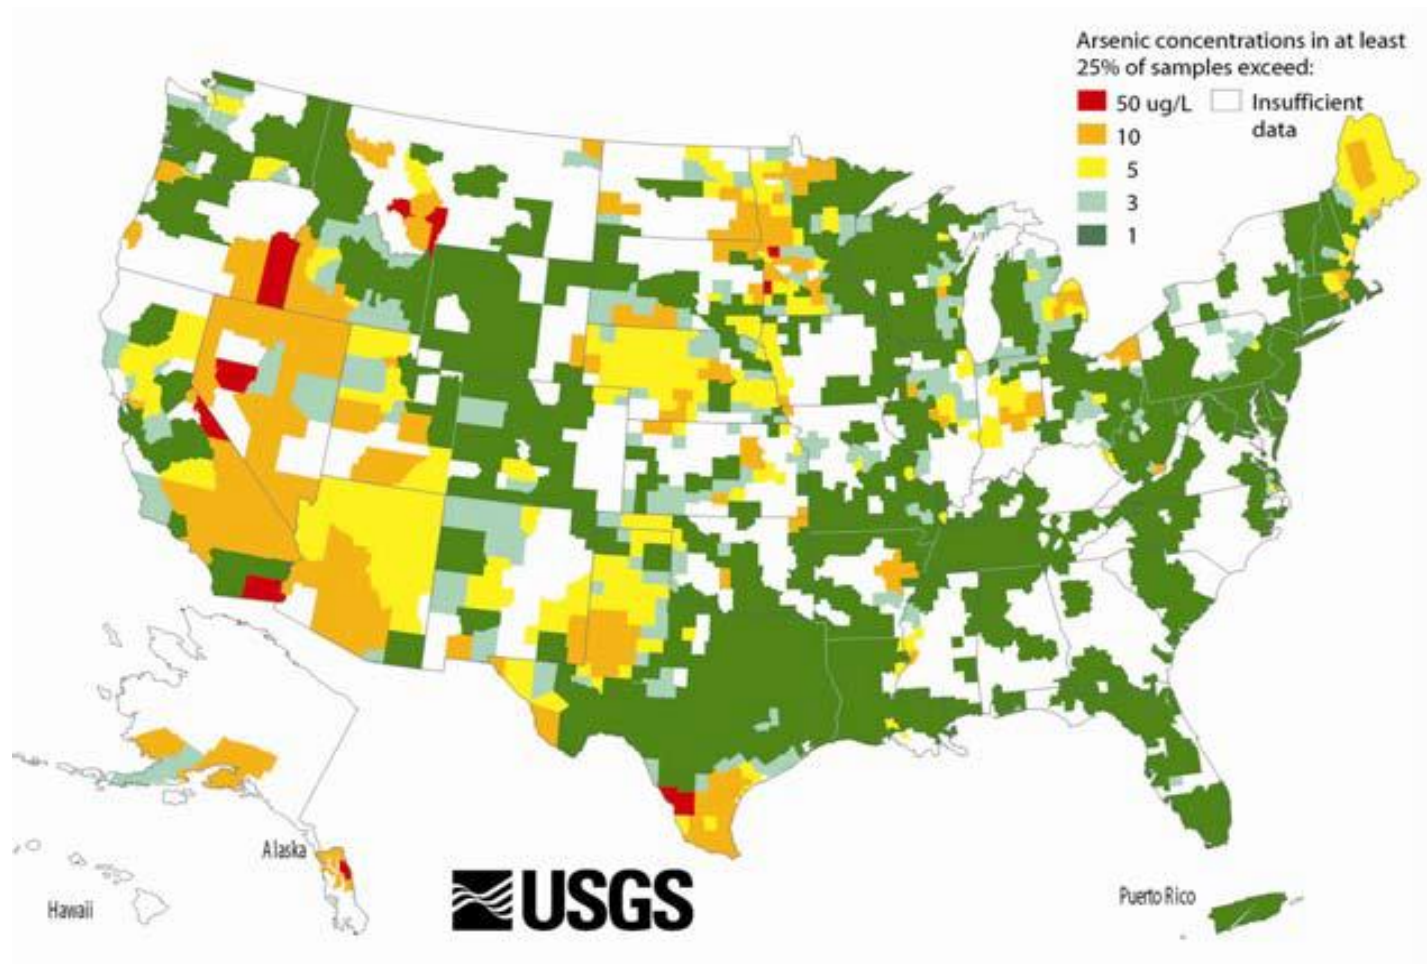 Arsenic concentrations in at least
25% of samples exceed:
50 ug/L Insufficient
data
10
5
3
1
Alaska
Hawaii
USGS
Puerto Rico